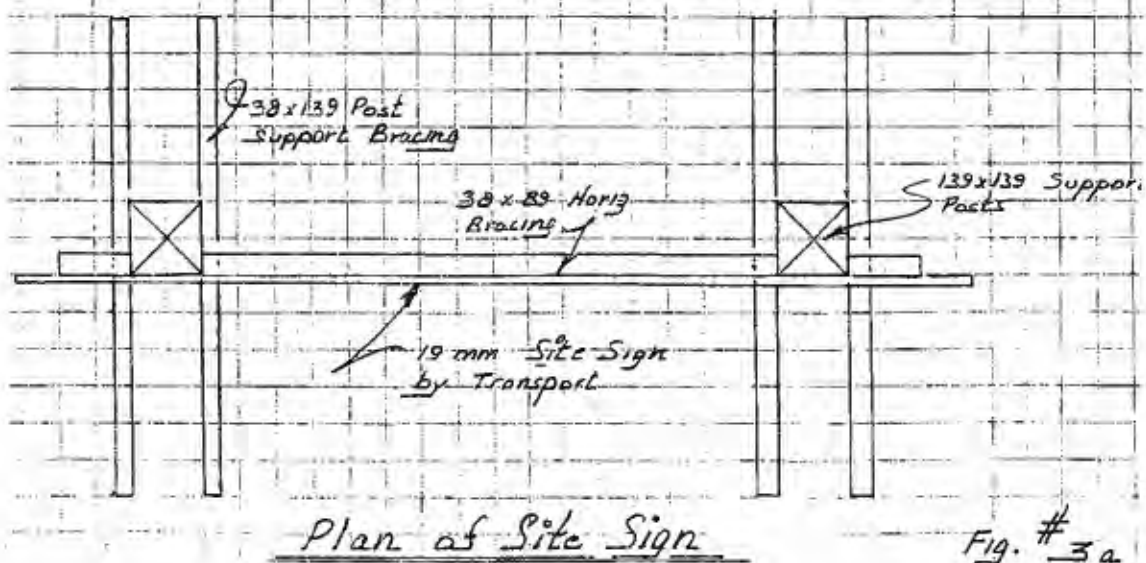 38x139 Post
Support Bracing
38 x 89 Horiz
Bracing
139x139 Suppor
Posts
19 mm Site Sign
by Transport
Plan of Site Sign
Fig. # 3a